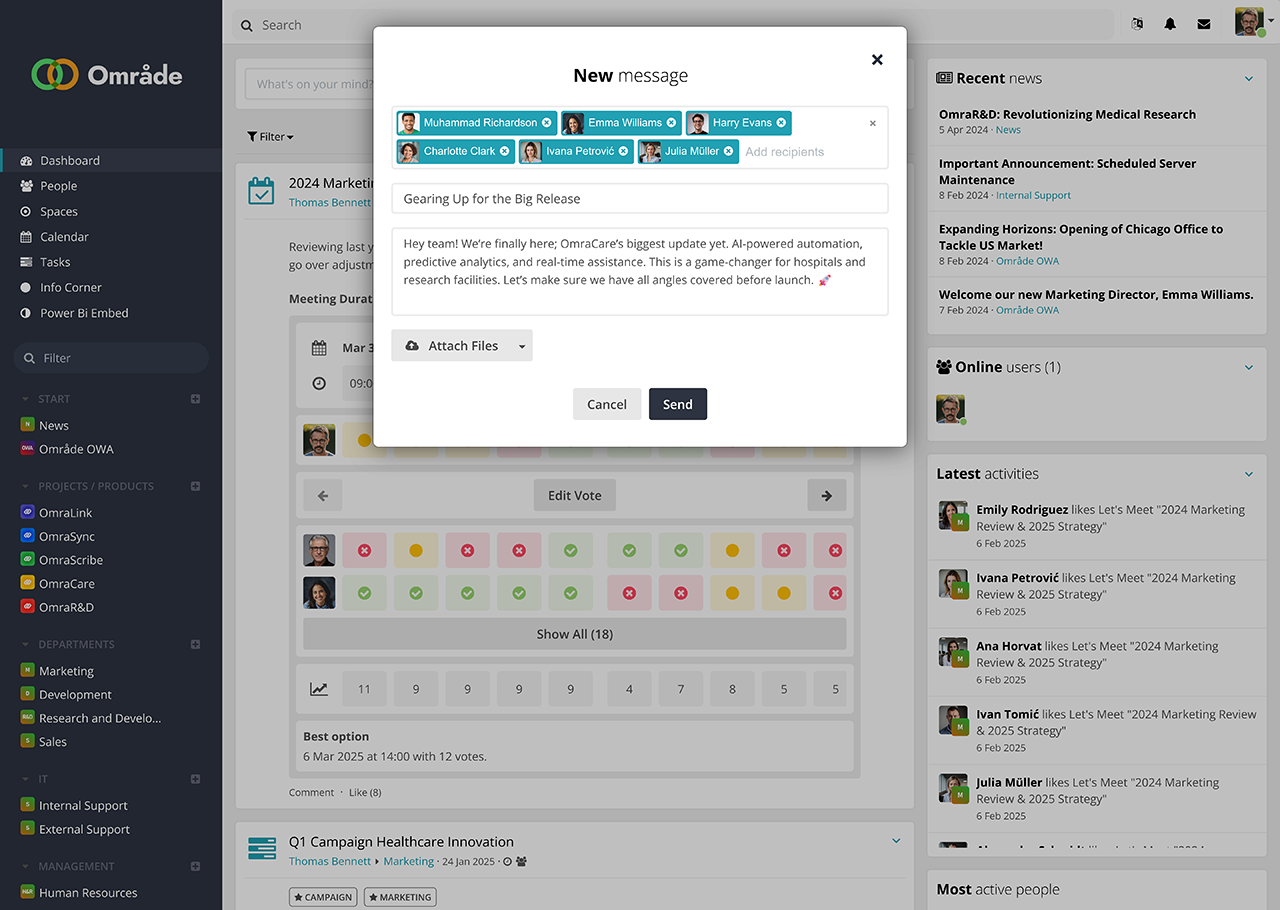 Område
Dashboard
People
Spaces
Calendar
Tasks
Info Corner
Power Bi Embed
Filter
START
N
News
OWA
Område OWA
PROJECTS / PRODUCTS
OmraLink
OmraSync
OmraScribe
OmraCare
OmraR&D
DEPARTMENTS
M
Marketing
D
Development
R&D
Research and Develo...
S
Sales
IT
S
Internal Support
S
External Support
MANAGEMENT
H&R
Human Resources
Search
What's on your mind?
Filter
2024 Marketin
Thomas Bennett
Reviewing last y
go over adjustm
Meeting Durat
Mar 3
09:0
New message
Muhammad Richardson
Emma Williams
Harry Evans
Charlotte Clark
Ivana Petrović
Julia Müller
Add recipients
Gearing Up for the Big Release
Hey team! We're finally here; OmraCare's biggest update yet. AI-powered automation,
predictive analytics, and real-time assistance. This is a game-changer for hospitals and
research facilities. Let's make sure we have all angles covered before launch. 🚀
Attach Files
Cancel
Send
Edit Vote
Show All (18)
11 9 9 9 9 4 7 8 5 5
Best option
6 Mar 2025 at 14:00 with 12 votes.
Comment · Like (8)
Q1 Campaign Healthcare Innovation
Thomas Bennett Marketing · 24 Jan 2025 ·
CAMPAIGN
MARKETING
Recent news
OmraR&D: Revolutionizing Medical Research
5 Apr 2024 · News
Important Announcement: Scheduled Server
Maintenance
8 Feb 2024 · Internal Support
Expanding Horizons: Opening of Chicago Office to
Tackle US Market!
8 Feb 2024 · Område OWA
Welcome our new Marketing Director, Emma Williams.
7 Feb 2024 · Område OWA
Online users (1)
Latest activities
M
Emily Rodriguez likes Let's Meet "2024 Marketing
Review & 2025 Strategy"
6 Feb 2025
M
Ivana Petrović likes Let's Meet "2024 Marketing
Review & 2025 Strategy"
6 Feb 2025
M
Ana Horvat likes Let's Meet "2024 Marketing
Review & 2025 Strategy"
6 Feb 2025
M
Ivan Tomić likes Let's Meet "2024 Marketing Review
& 2025 Strategy"
6 Feb 2025
M
Julia Müller likes Let's Meet "2024 Marketing
Review & 2025 Strategy"
6 Feb 2025
Most active people